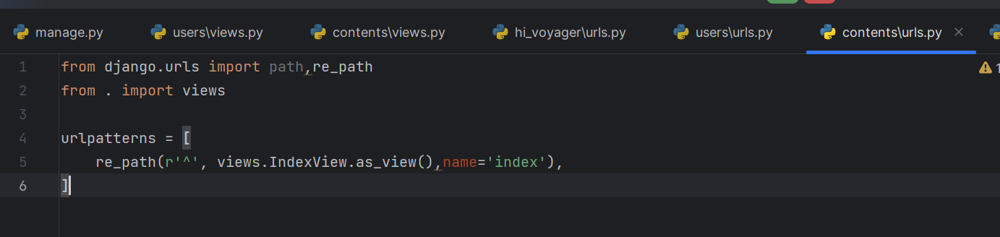 manage.py users\views.py contents\views.py hi_voyager\urls.py users\urls.py contents\urls.py
1 from django.urls import path,re_path
2 from . import views
3
4 urlpatterns = [
5 re_path(r'^', views.IndexView.as_view(),name='index'),
6 ]